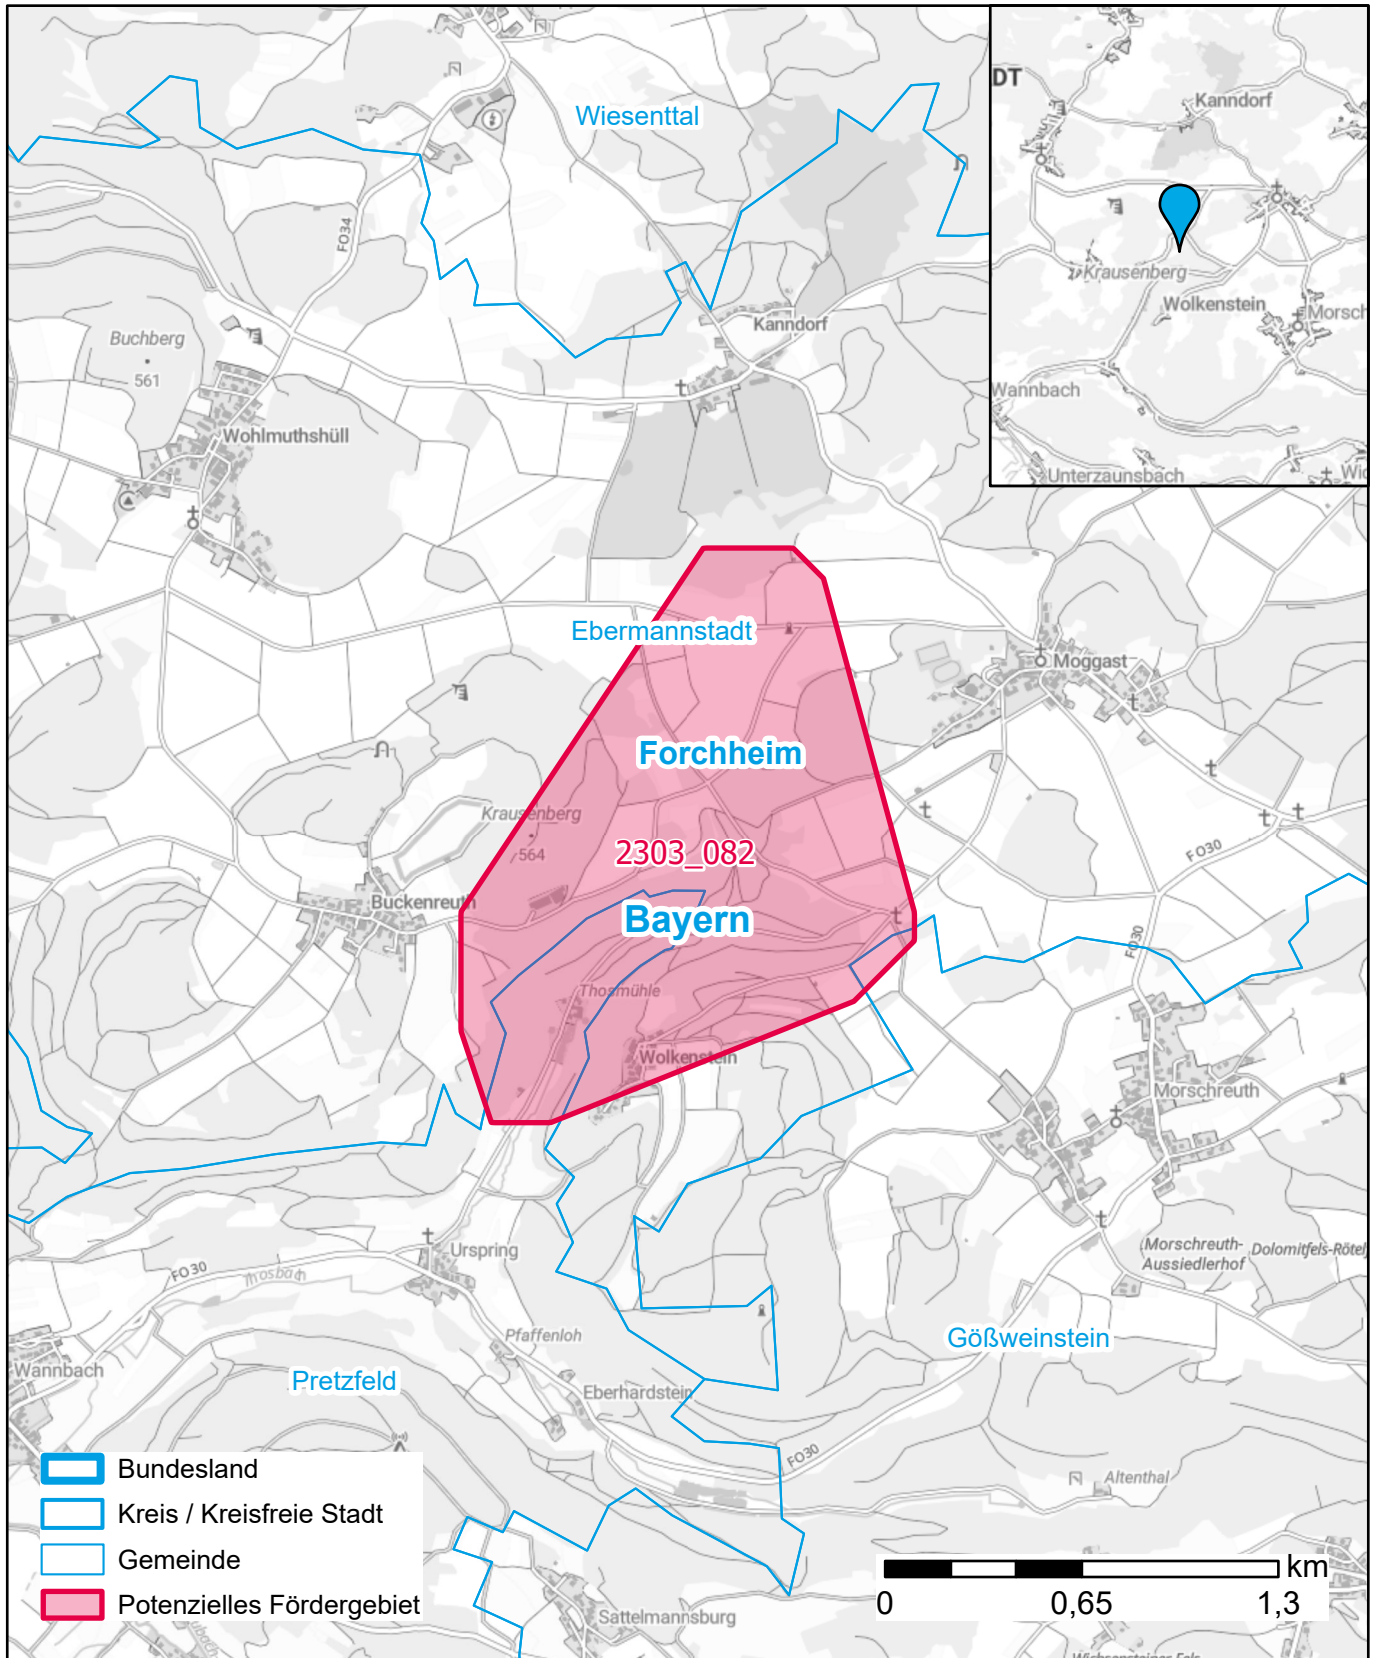 Wiesenttal
FO34
Kanndorf
Buchberg
561
Wohlmuthshüll
DT
Kanndorf
Krausenberg
Wolkenstein
Morsch
Wannbach
Unterzaunsbach
Ebermannstadt
Moggast
Forchheim
Krausenberg
564
2303_082
FO30
Buckenreuth
Bayern
FO30
Thosmühle
Wolkenstein
Morschreuth
Urspring
Morschreuth-
Aussiedlerhof
Dolomitfels-Rötel
FO30
Trosbach
Pfaffenloh
Gößweinstein
Wannbach
Pretzfeld
Eberhardstein
FO30
Altenthal
Bundesland
Kreis / Kreisfreie Stadt
Gemeinde
Potenzielles Fördergebiet
km
0
0,65
1,3
Sattelmannsburg